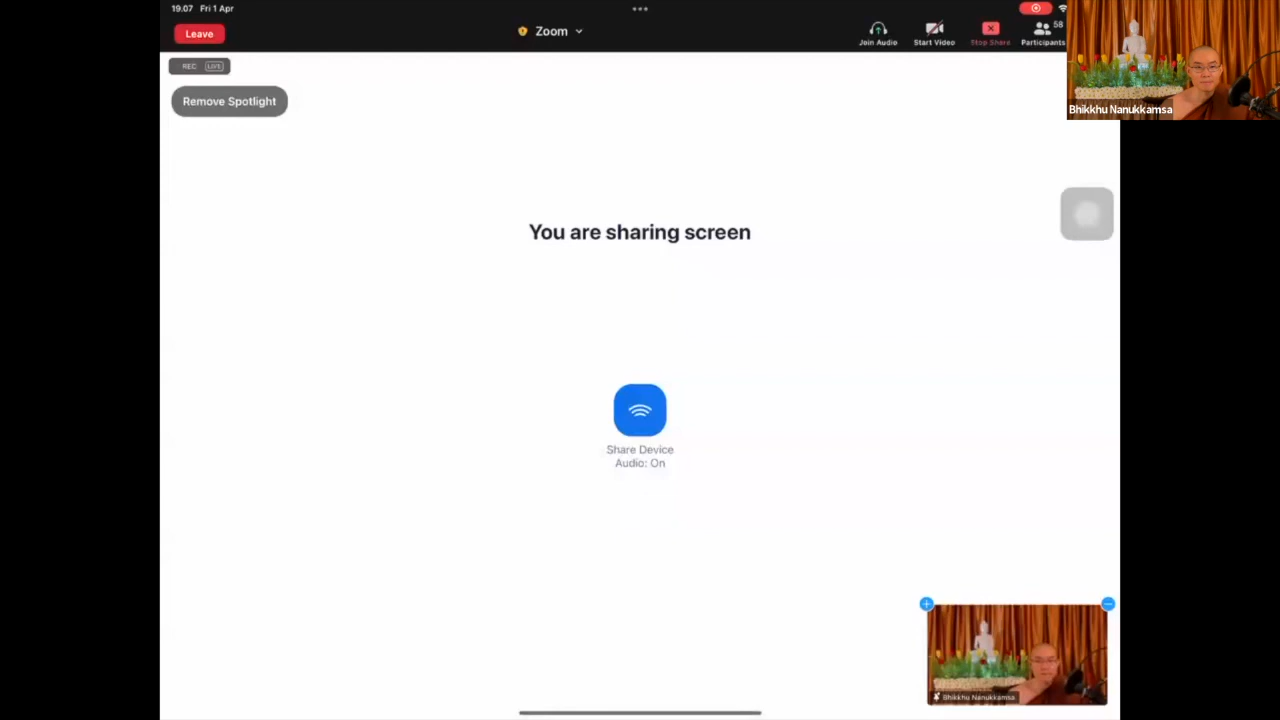 19.07 Fri 1 Apr
Leave
Zoom
Join Audio
Start Video
Stop Share
58
Participants
REC LIVE
Remove Spotlight
Bhikkhu Nanukkamsa
You are sharing screen
Share Device
Audio: On
Bhikkhu Nanukkamsa